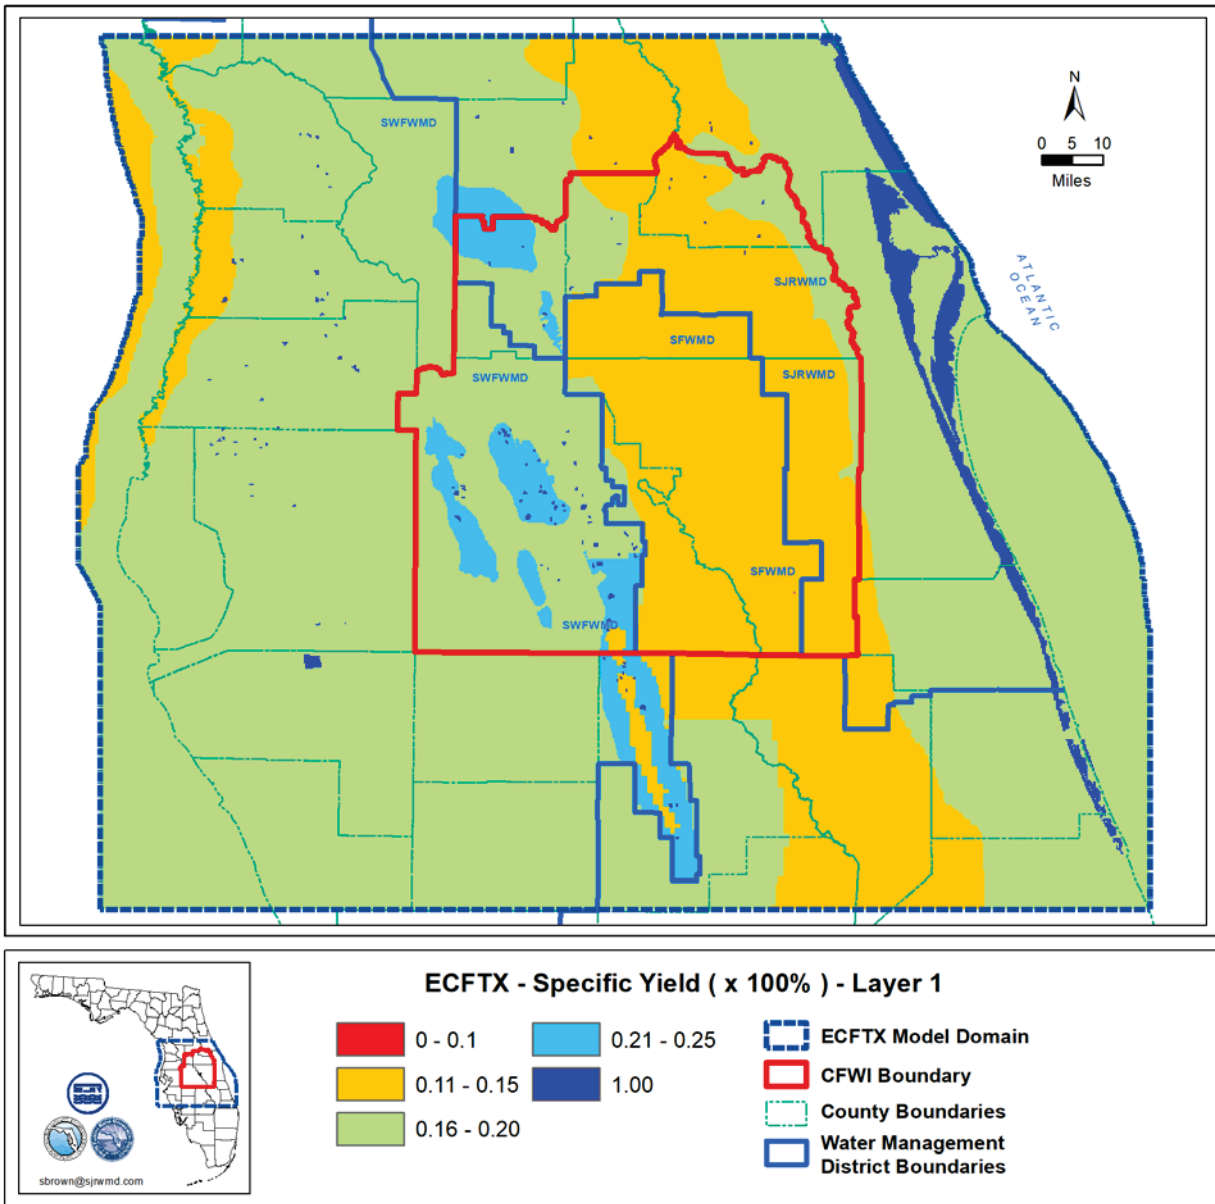 SWFWMD
N
0 5 10
Miles
ATLANTIC
OCEAN
SJRWMD
SFWMD
SJRWMD
SWFWMD
SFWMD
SWFWMD
ECFTX - Specific Yield ( x 100% ) - Layer 1
0 - 0.1
0.11 - 0.15
0.16 - 0.20
0.21 - 0.25
1.00
ECFTX Model Domain
CFWI Boundary
County Boundaries
Water Management
District Boundaries
sbrown@sjrwmd.com